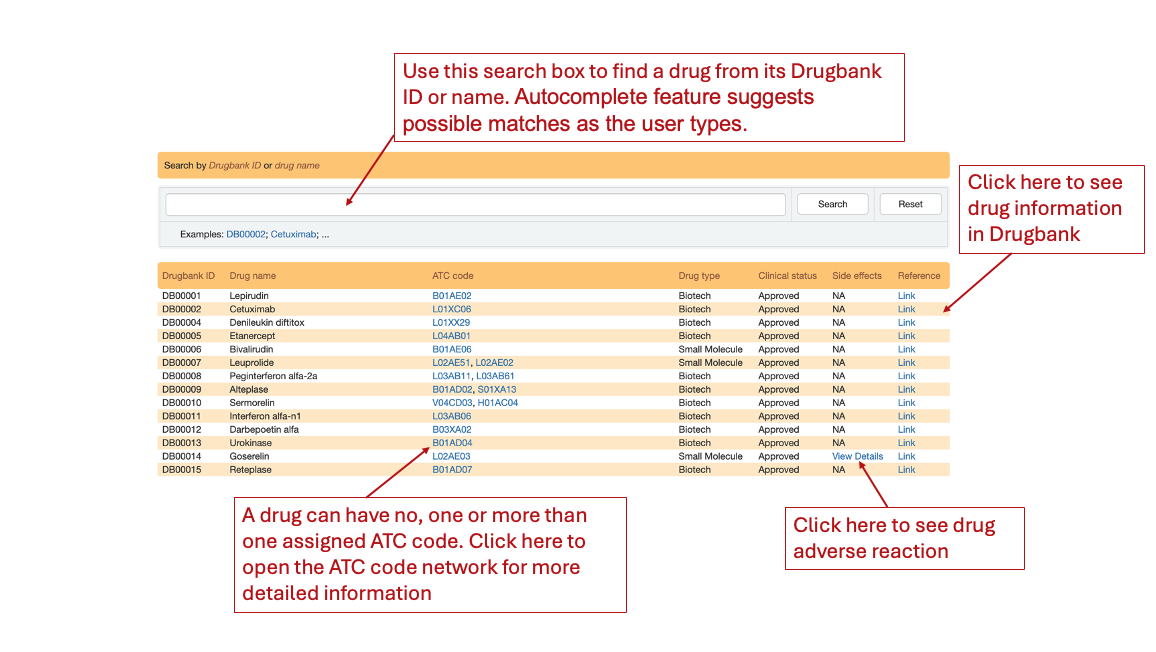 Use this search box to find a drug from its Drugbank
ID or name. Autocomplete feature suggests
possible matches as the user types.
Search by Drugbank ID or drug name
Click here to see
drug information
in Drugbank
Search Reset
Examples: DB00002; Cetuximab; ...
Drugbank ID Drug name ATC code Drug type Clinical status Side effects Reference
DB00001 Lepirudin B01AE02 Biotech Approved NA Link
DB00002 Cetuximab L01XC06 Biotech Approved NA Link
DB00004 Denileukin diftitox L01XX29 Biotech Approved NA Link
DB00005 Etanercept L04AB01 Biotech Approved NA Link
DB00006 Bivalirudin B01AE06 Small Molecule Approved NA Link
DB00007 Leuprolide L02AE51, L02AE02 Small Molecule Approved NA Link
DB00008 Peginterferon alfa-2a L03AB11, L03AB61 Biotech Approved NA Link
DB00009 Alteplase B01AD02, S01XA13 Biotech Approved NA Link
DB00010 Sermorelin V04CD03, H01AC04 Biotech Approved NA Link
DB00011 Interferon alfa-n1 L03AB06 Biotech Approved NA Link
DB00012 Darbepoetin alfa B03XA02 Biotech Approved NA Link
DB00013 Urokinase B01AD04 Biotech Approved NA Link
DB00014 Goserelin L02AE03 Small Molecule Approved View Details Link
DB00015 Reteplase B01AD07 Biotech Approved NA Link
A drug can have no, one or more than
one assigned ATC code. Click here to
open the ATC code network for more
detailed information
Click here to see drug
adverse reaction